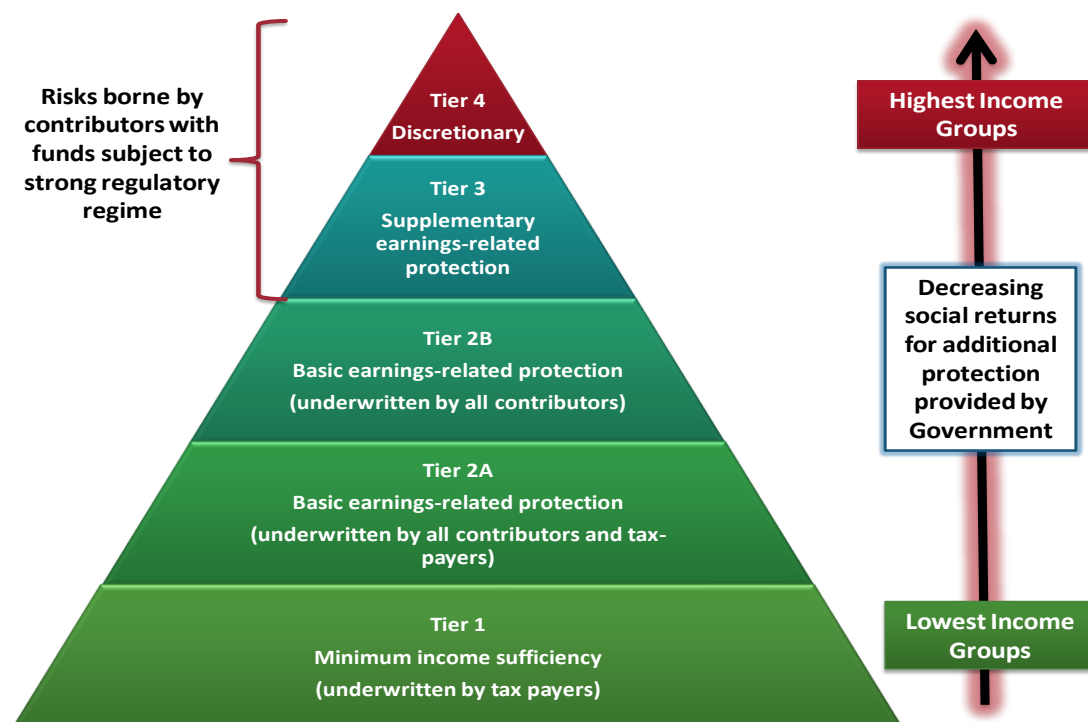 Risks borne by
contributors with
funds subject to
strong regulatory
regime
Tier 4
Discretionary
Tier 3
Supplementary
earnings-related
protection
Tier 2B
Basic earnings-related protection
(underwritten by all contributors)
Tier 2A
Basic earnings-related protection
(underwritten by all contributors and tax-
payers)
Tier 1
Minimum income sufficiency
(underwritten by tax payers)
Highest Income
Groups
Decreasing
social returns
for additional
protection
provided by
Government
Lowest Income
Groups